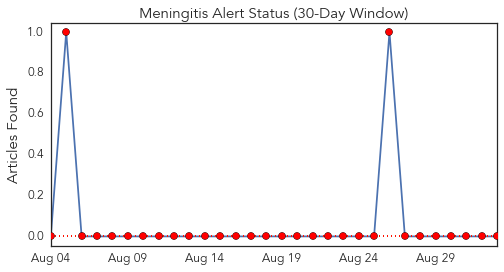 Meningitis Alert Status (30-Day Window)
Articles Found
1.0
0.8
0.6
0.4
0.2
0.0
Aug 04 Aug 09 Aug 14 Aug 19 Aug 24 Aug 29